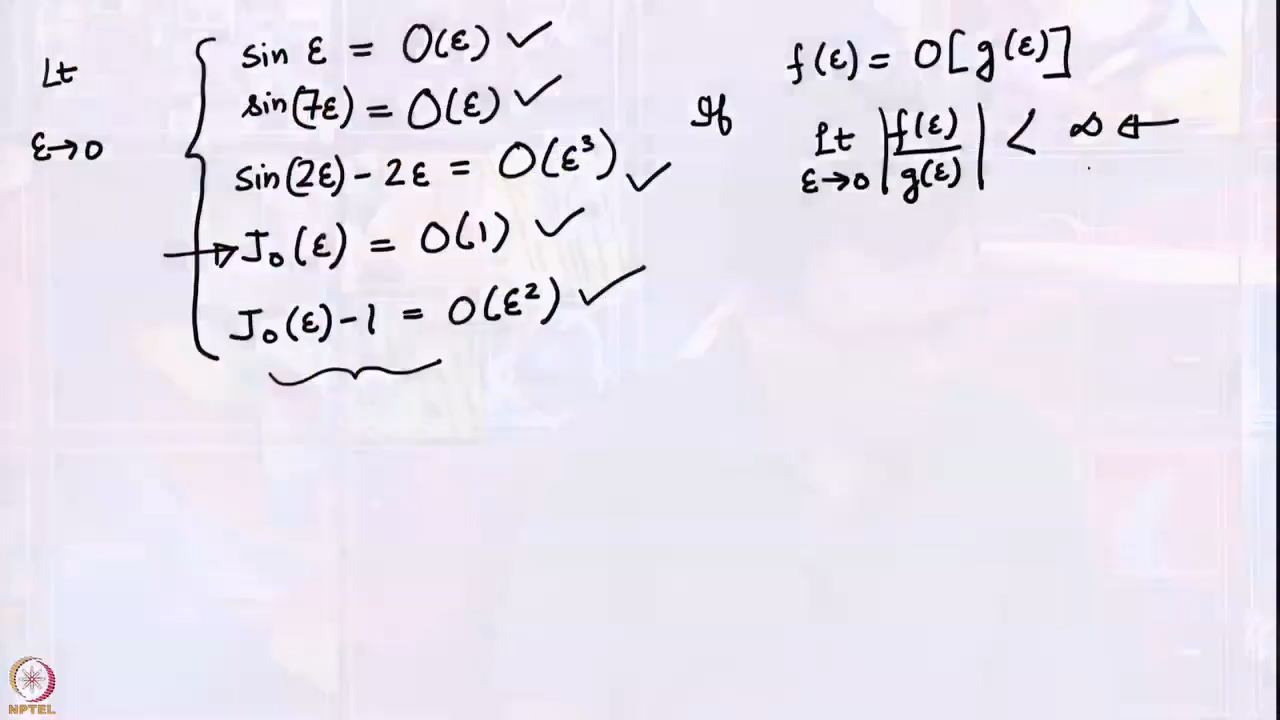 Lt
ε→0
sin ε = O(ε) ✓
sin(7ε) = O(ε) ✓
sin(2ε) - 2ε = O(ε³) ✓
→ J₀(ε) = O(1) ✓
J₀(ε) - 1 = O(ε²) ✓
f(ε) = O[g(ε)]
If
Lt
ε→0 |f(ε)/g(ε)| < ∞ ←
NPTEL